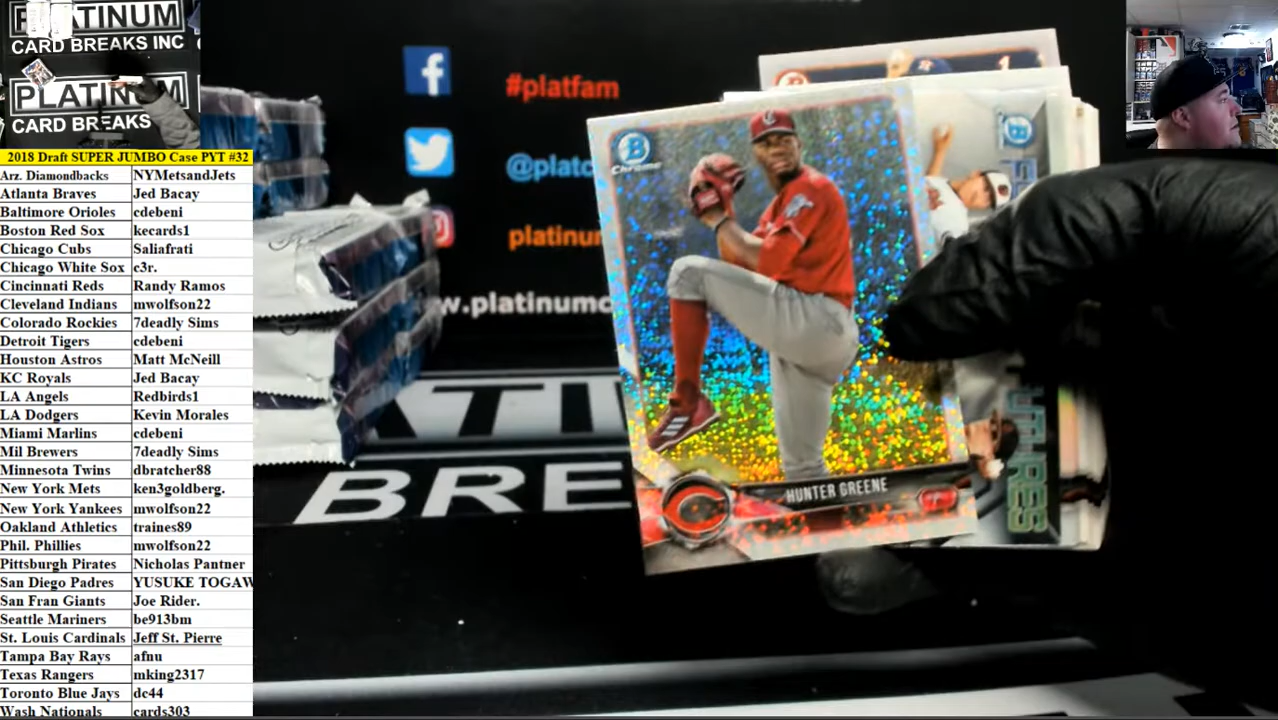 PLATINUM
CARD BREAKS INC
PLATINUM
CARD BREAKS
2018 Draft SUPER JUMBO Case PYT #32
Arz. Diamondbacks NYMetsandJets
Atlanta Braves Jed Bacay
Baltimore Orioles cdebeni
Boston Red Sox kecards1
Chicago Cubs Saliafrati
Chicago White Sox c3r.
Cincinnati Reds Randy Ramos
Cleveland Indians mwolfson22
Colorado Rockies 7deadly Sims
Detroit Tigers cdebeni
Houston Astros Matt McNeill
KC Royals Jed Bacay
LA Angels Redbirds1
LA Dodgers Kevin Morales
Miami Marlins cdebeni
Mil Brewers 7deadly Sims
Minnesota Twins dbratcher88
New York Mets ken3goldberg.
New York Yankees mwolfson22
Oakland Athletics traines89
Phil. Phillies mwolfson22
Pittsburgh Pirates Nicholas Pantner
San Diego Padres YUSUKE TOGAW
San Fran Giants Joe Rider.
Seattle Mariners be913bm
St. Louis Cardinals Jeff St. Pierre
Tampa Bay Rays afnu
Texas Rangers mking2317
Toronto Blue Jays dc44
Wash Nationals cards303
f
#platfam
@platc
platinum
w.platinumc
ATI
BRE
B
Chrome
HUNTER GREENE
C
B